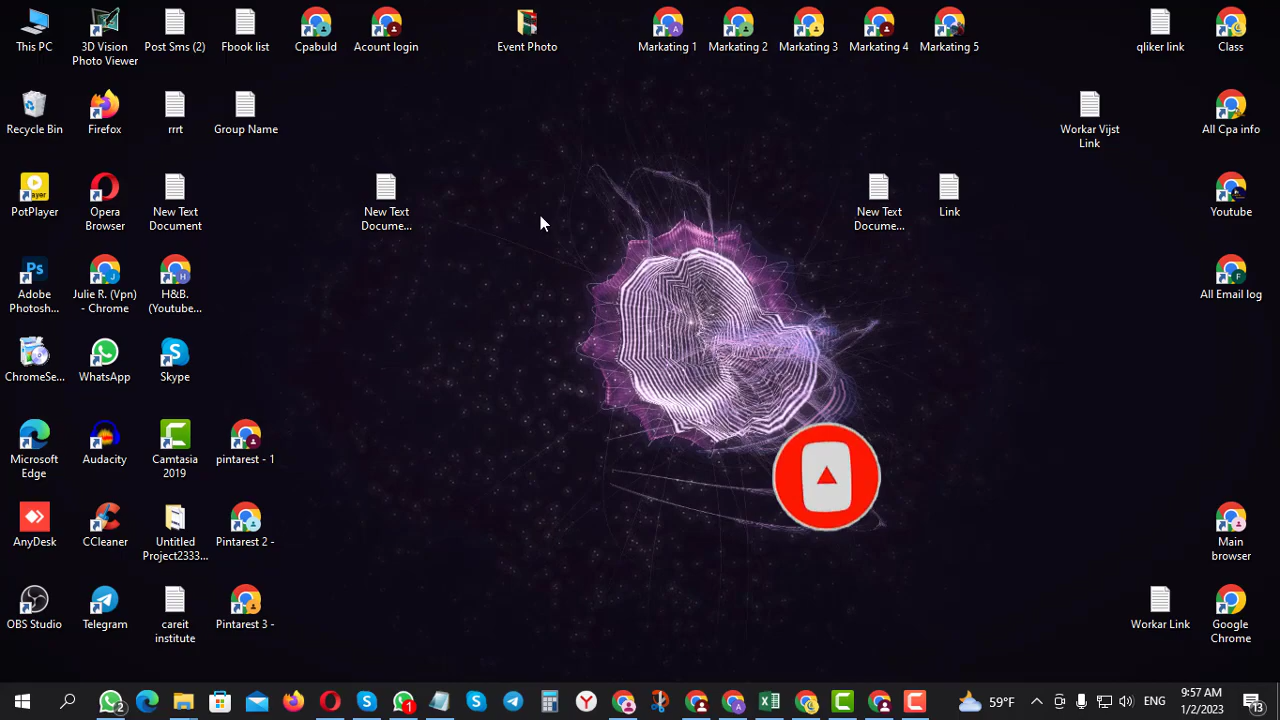 This PC
3D Vision
Photo Viewer
Post Sms (2)
Fbook list
Cpabuld
Acount login
Event Photo
Markating 1
Markating 2
Markating 3
Markating 4
Markating 5
qliker link
Class
Recycle Bin
Firefox
rrrt
Group Name
Workar Vijst
Link
All Cpa info
PotPlayer
Opera
Browser
New Text
Document
New Text
Docume...
New Text
Docume...
Link
Youtube
Adobe
Photosh...
Julie R. (Vpn)
- Chrome
H&B.
(Youtube...
All Email log
ChromeSe...
WhatsApp
Skype
Microsoft
Edge
Audacity
Camtasia
2019
pintarest - 1
AnyDesk
CCleaner
Untitled
Project2333...
Pintarest 2 -
Main
browser
OBS Studio
Telegram
careit
institute
Pintarest 3 -
Workar Link
Google
Chrome
59°F
ENG
9:57 AM
1/2/2023